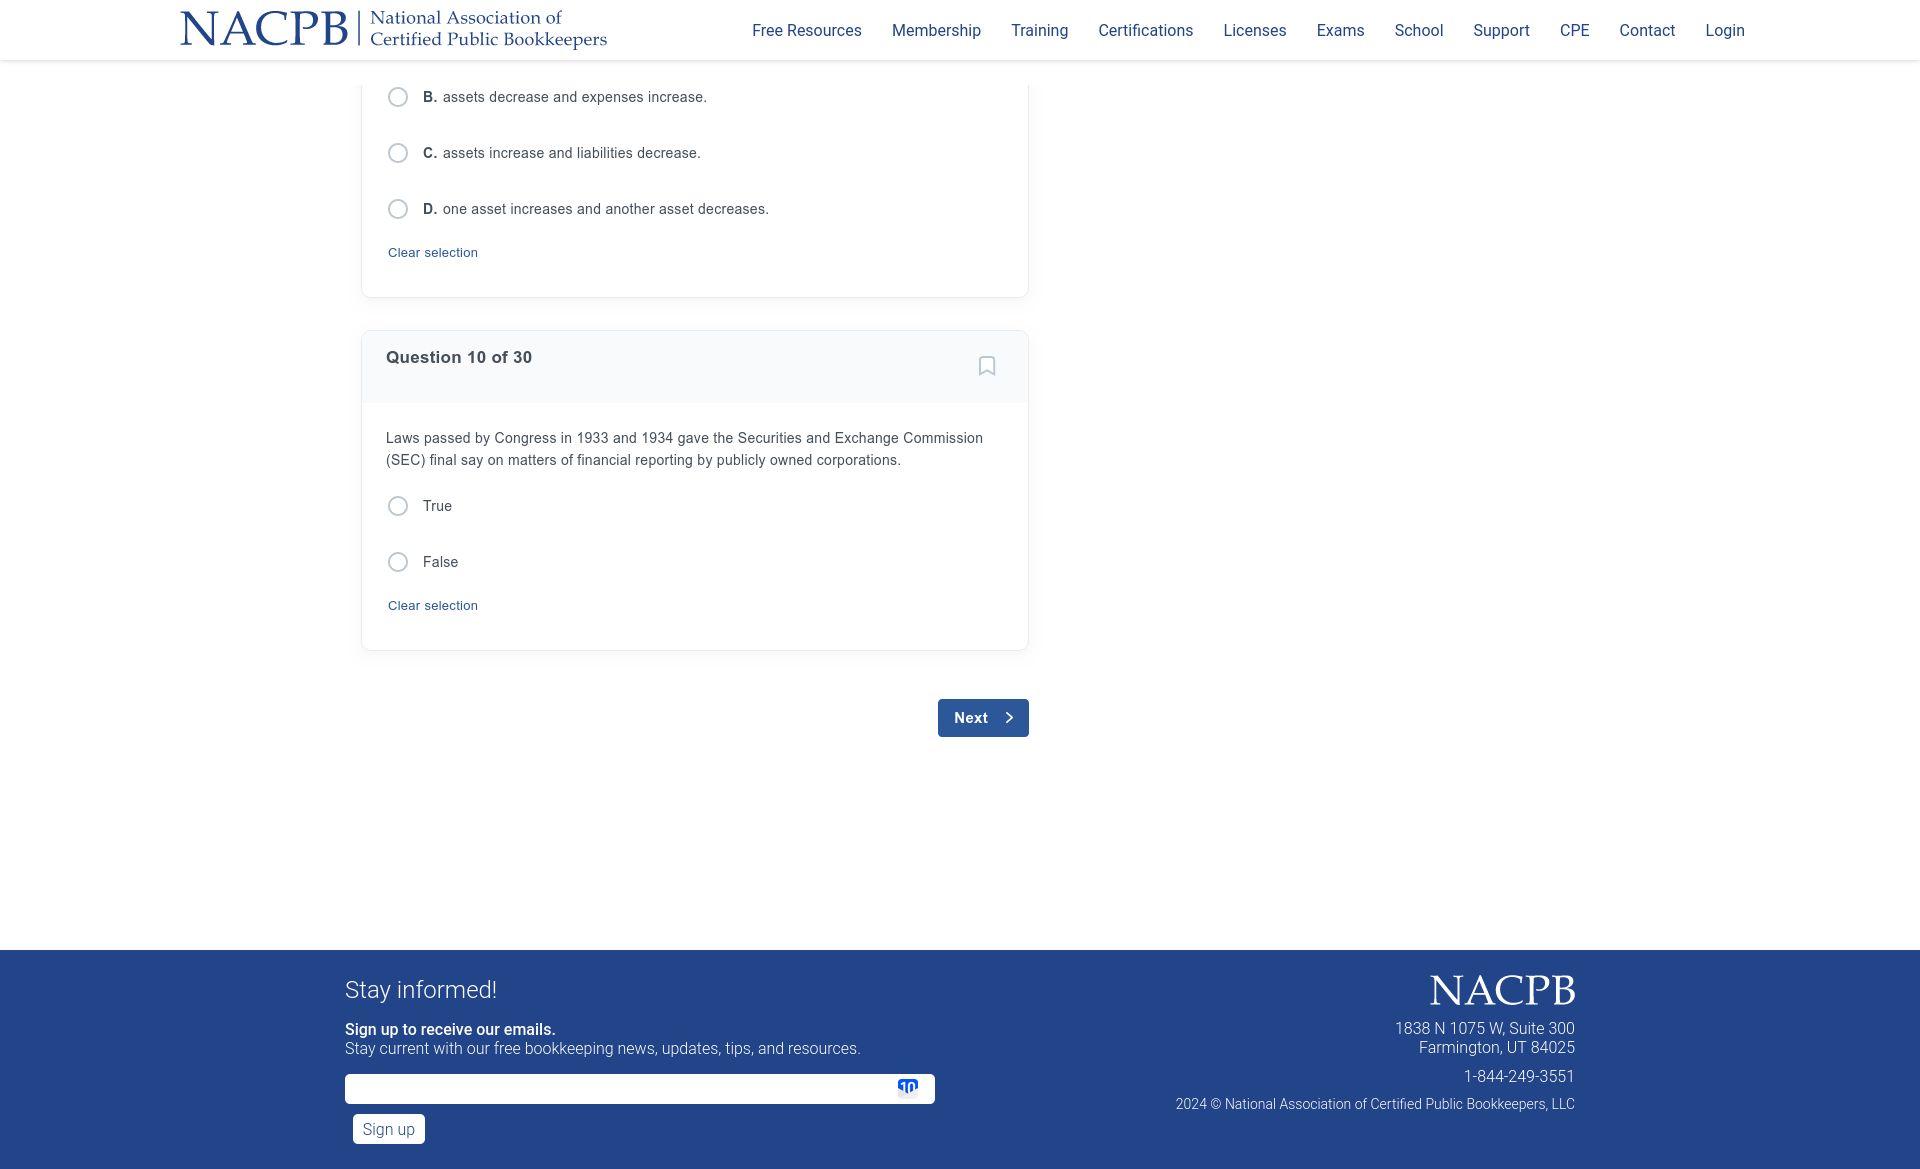 NACPB
National Association of
Certified Public Bookkeepers
Free Resources Membership Training Certifications Licenses Exams School Support CPE Contact Login
B. assets decrease and expenses increase.
C. assets increase and liabilities decrease.
D. one asset increases and another asset decreases.
Clear selection
Question 10 of 30
Laws passed by Congress in 1933 and 1934 gave the Securities and Exchange Commission
(SEC) final say on matters of financial reporting by publicly owned corporations.
True
False
Clear selection
Next
Stay informed!
Sign up to receive our emails.
Stay current with our free bookkeeping news, updates, tips, and resources.
10
Sign up
NACPB
1838 N 1075 W, Suite 300
Farmington, UT 84025
1-844-249-3551
2024 © National Association of Certified Public Bookkeepers, LLC